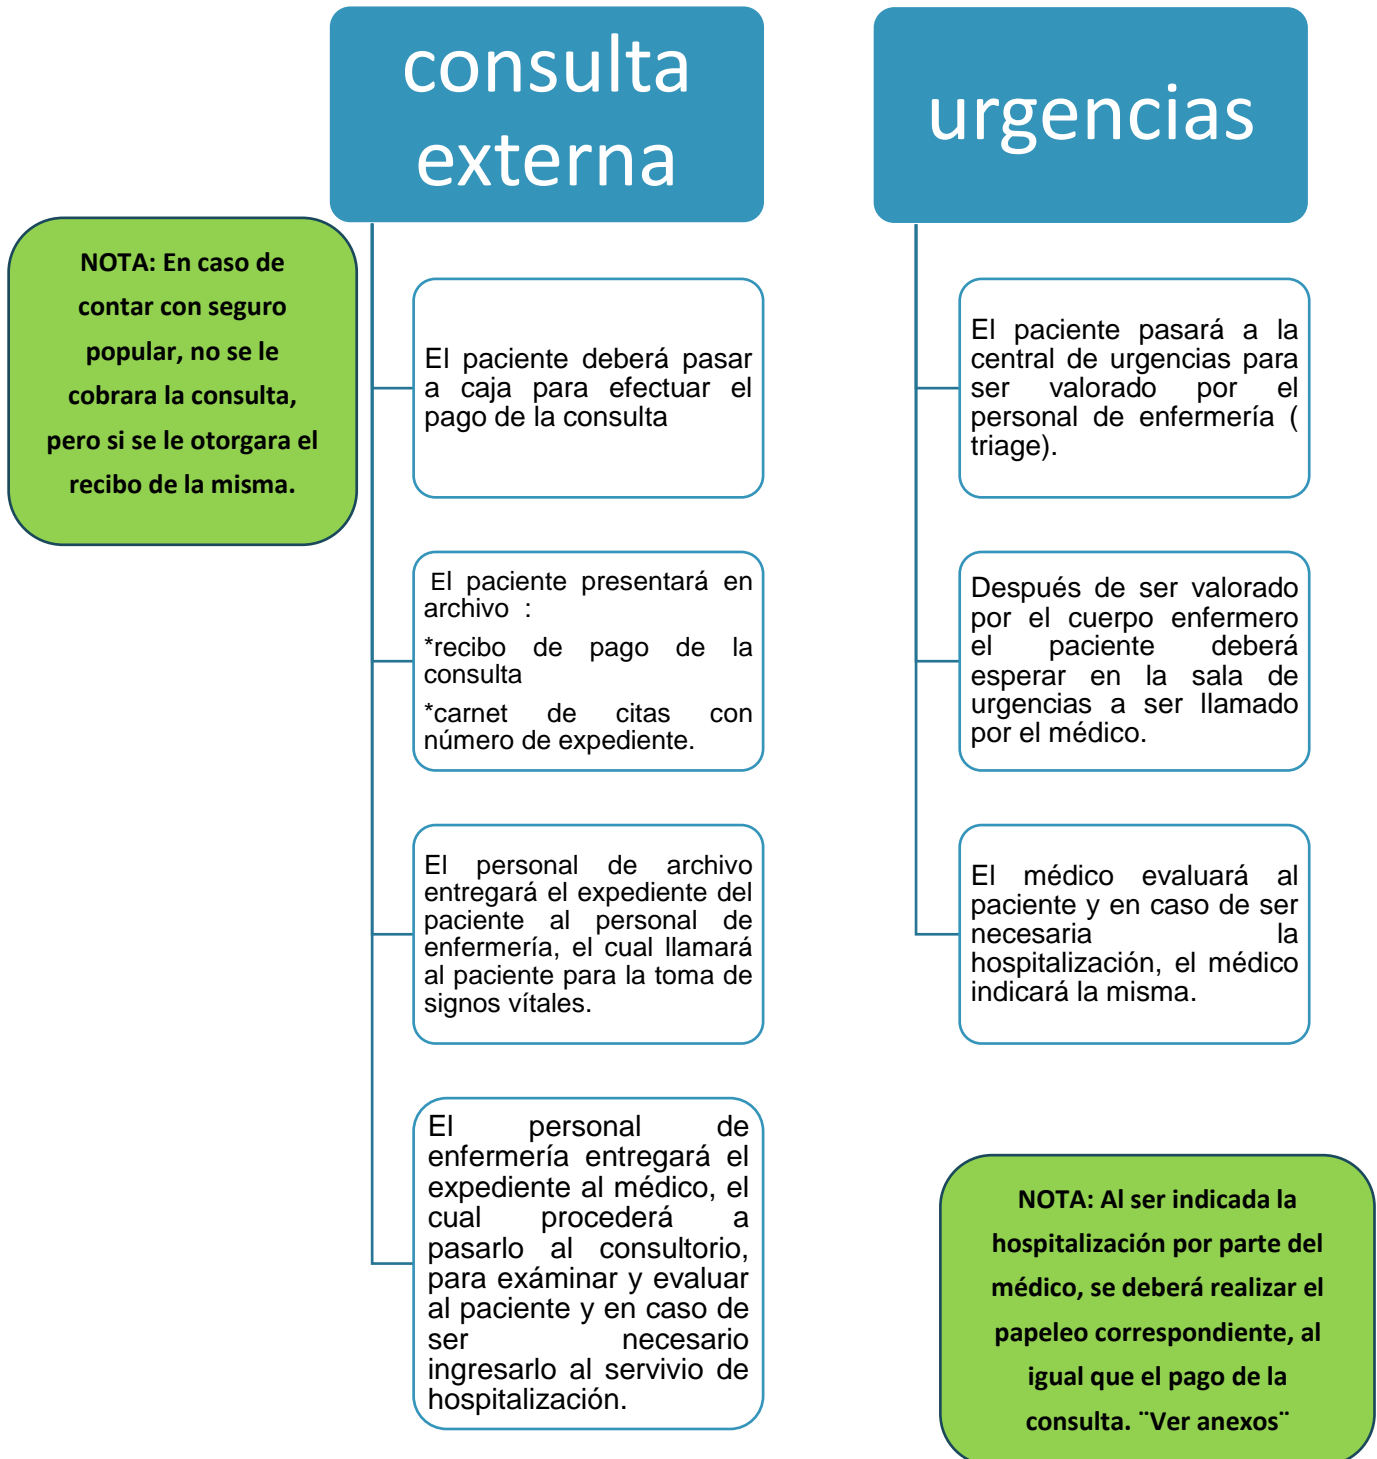 consulta
externa
NOTA: En caso de
contar con seguro
popular, no se le
cobrara la consulta,
pero si se le otorgara el
recibo de la misma.
El paciente deberá pasar
a caja para efectuar el
pago de la consulta
El paciente presentará en
archivo :
*recibo de pago de la
consulta
*carnet de citas con
número de expediente.
El personal de archivo
entregará el expediente del
paciente al personal de
enfermería, el cual llamará
al paciente para la toma de
signos vítales.
El personal de
enfermería entregará el
expediente al médico, el
cual procederá a
pasarlo al consultorio,
para exáminar y evaluar
al paciente y en caso de
ser necesario
ingresarlo al servivio de
hospitalización.
urgencias
El paciente pasará a la
central de urgencias para
ser valorado por el
personal de enfermería (
triage).
Después de ser valorado
por el cuerpo enfermero
el paciente deberá
esperar en la sala de
urgencias a ser llamado
por el médico.
El médico evaluará al
paciente y en caso de ser
necesaria la
hospitalización, el médico
indicará la misma.
NOTA: Al ser indicada la
hospitalización por parte del
médico, se deberá realizar el
papeleo correspondiente, al
igual que el pago de la
consulta. ¨Ver anexos¨